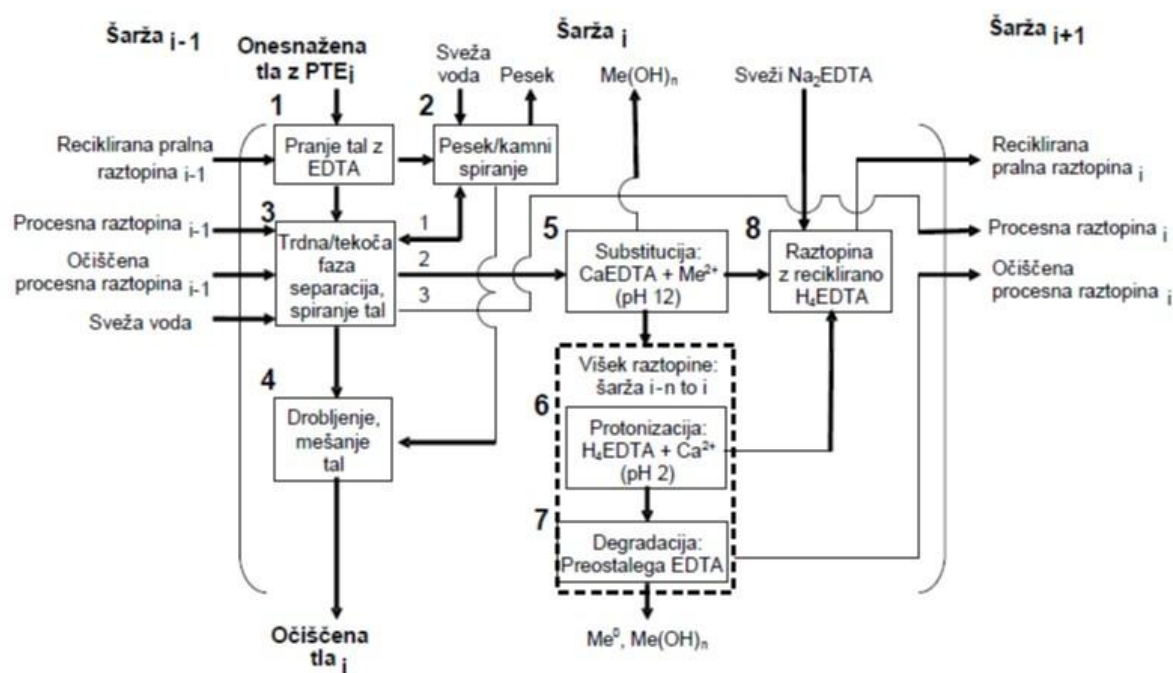 Šarža i-1
Šarža i
Šarža i+1
Onesnažena
tla z PTEi
Sveža
voda
Pesek
Me(OH)n
Sveži Na2EDTA
1
2
Reciklirana pralna
raztopina i-1
Pranje tal z
EDTA
Pesek/kamni
spiranje
Reciklirana
pralna raztopina i
3
Procesna raztopina i-1
Očiščena
procesna raztopina i-1
Sveža voda
Trdna/tekoča
faza
separacija,
spiranje tal
1
2
3
5
Substitucija:
CaEDTA + Me2+
(pH 12)
8
Raztopina
z reciklirano
H4EDTA
Procesna raztopina i
Očiščena
procesna raztopina i
4
Drobljenje,
mešanje
tal
Višek raztopine:
šarža i-n to i
6
Protonizacija:
H4EDTA + Ca2+
(pH 2)
7
Degradacija:
Preostalega EDTA
Očiščena
tla i
Me0, Me(OH)n